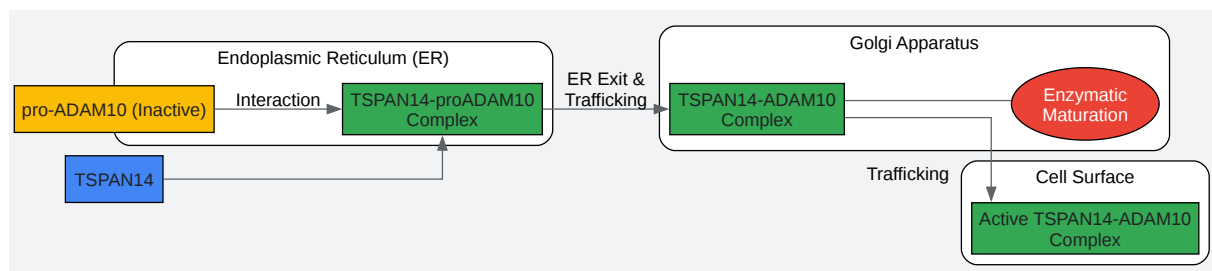 Endoplasmic Reticulum (ER)
pro-ADAM10 (Inactive)
Interaction
TSPAN14-proADAM10
Complex
TSPAN14
ER Exit &
Trafficking
Golgi Apparatus
TSPAN14-ADAM10
Complex
Enzymatic
Maturation
Trafficking
Cell Surface
Active TSPAN14-ADAM10
Complex